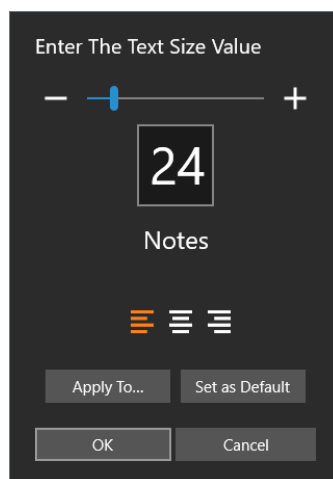 Enter The Text Size Value
24
Notes
Apply To... Set as Default
OK Cancel